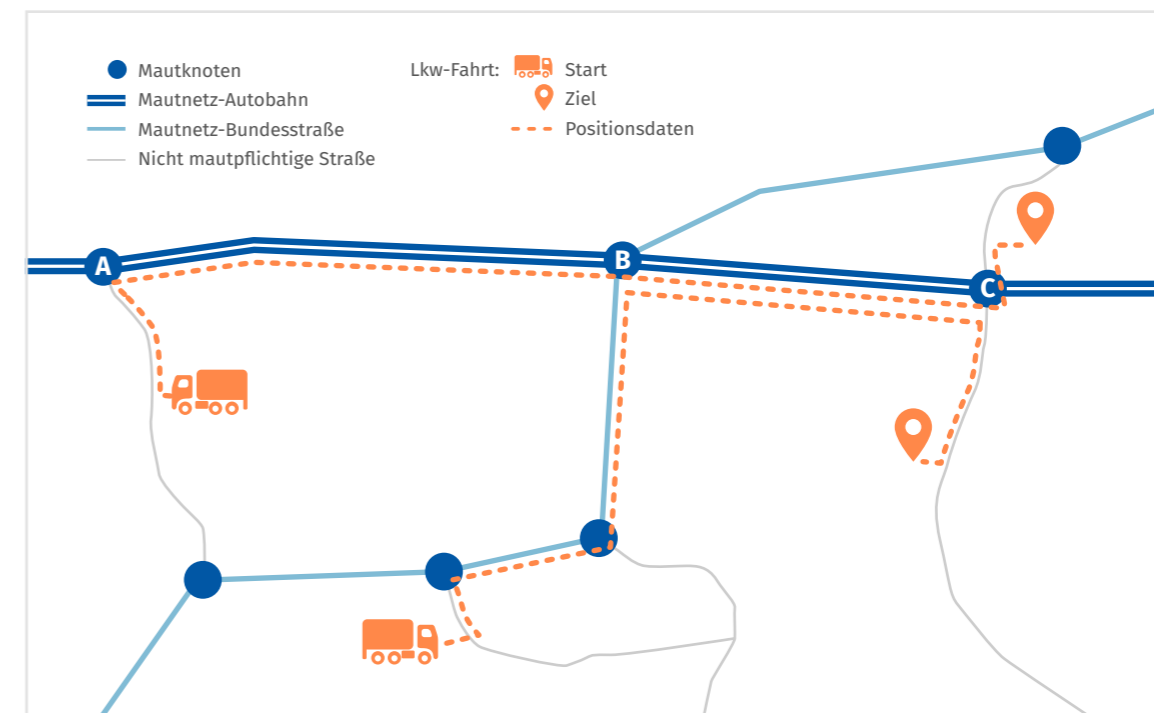 Mautknoten
Mautnetz-Autobahn
Mautnetz-Bundesstraße
Nicht mautpflichtige Straße
Lkw-Fahrt: Start
Ziel
Positionsdaten
A
B
C